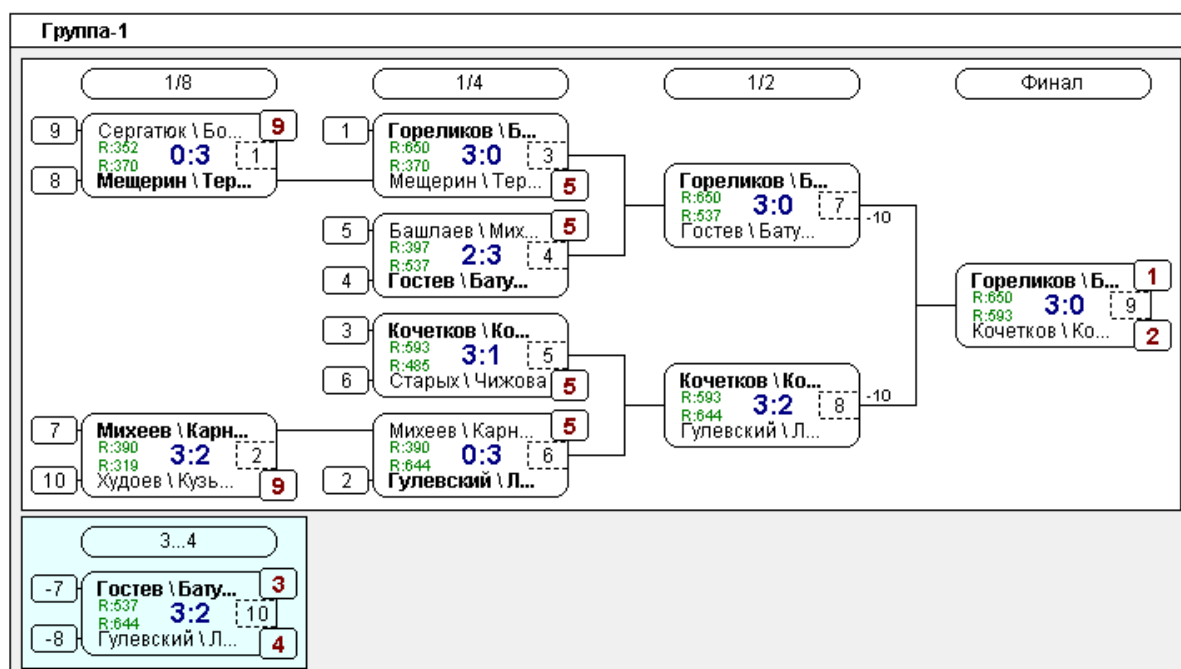 Группа-1
1/8
1/4
1/2
Финал
9
Сергатюк \ Бо...
9
R:352
R:370
0:3
1
8
Мещерин \ Тер...
7
Михеев \ Карн...
R:390
R:319
3:2
2
10
Худоев \ Кузь...
9
1
Гореликов \ Б...
R:650
R:370
3:0
3
Мещерин \ Тер...
5
5
Башлаев \ Мих...
5
R:397
R:537
2:3
4
4
Гостев \ Бату...
3
Кочетков \ Ко...
R:593
R:485
3:1
5
6
Старых \ Чижова
5
Михеев \ Карн...
5
R:390
R:644
0:3
6
2
Гулевский \ Л...
Гореликов \ Б...
R:650
R:537
3:0
7
-10
Гостев \ Бату...
Кочетков \ Ко...
R:593
R:644
3:2
8
-10
Гулевский \ Л...
Гореликов \ Б...
1
R:650
R:593
3:0
9
Кочетков \ Ко...
2
3...4
-7
Гостев \ Бату...
3
R:537
R:644
3:2
10
-8
Гулевский \ Л...
4